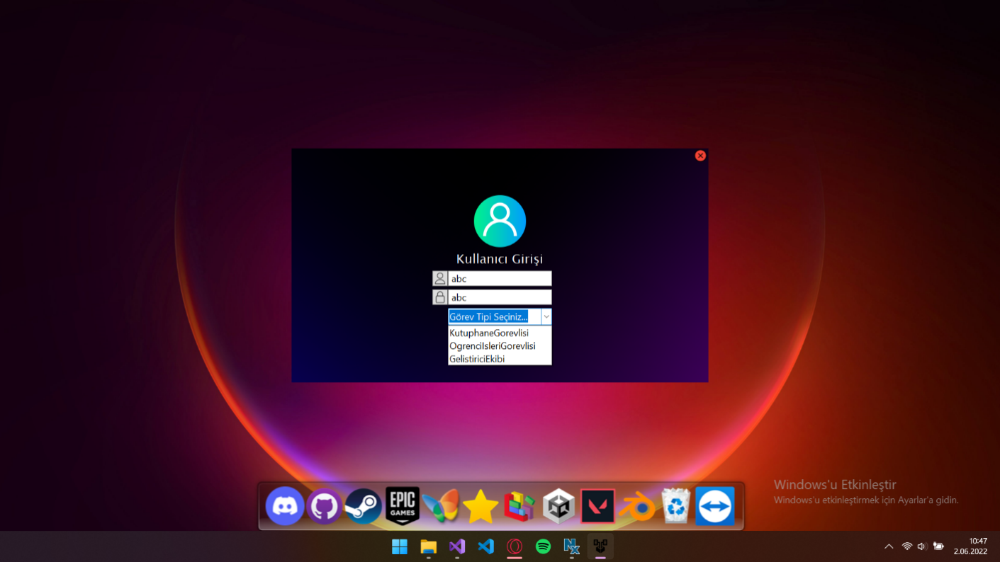 Kullanıcı Girişi
abc
abc
Görev Tipi Seçiniz...
KutuphaneGorevlisi
OgrenciIsleriGorevlisi
GelistiriciEkibi
EPIC
GAMES
Windows'u Etkinleştir
Windows'u etkinleştirmek için Ayarlar'a gidin.
10:47
2.06.2022